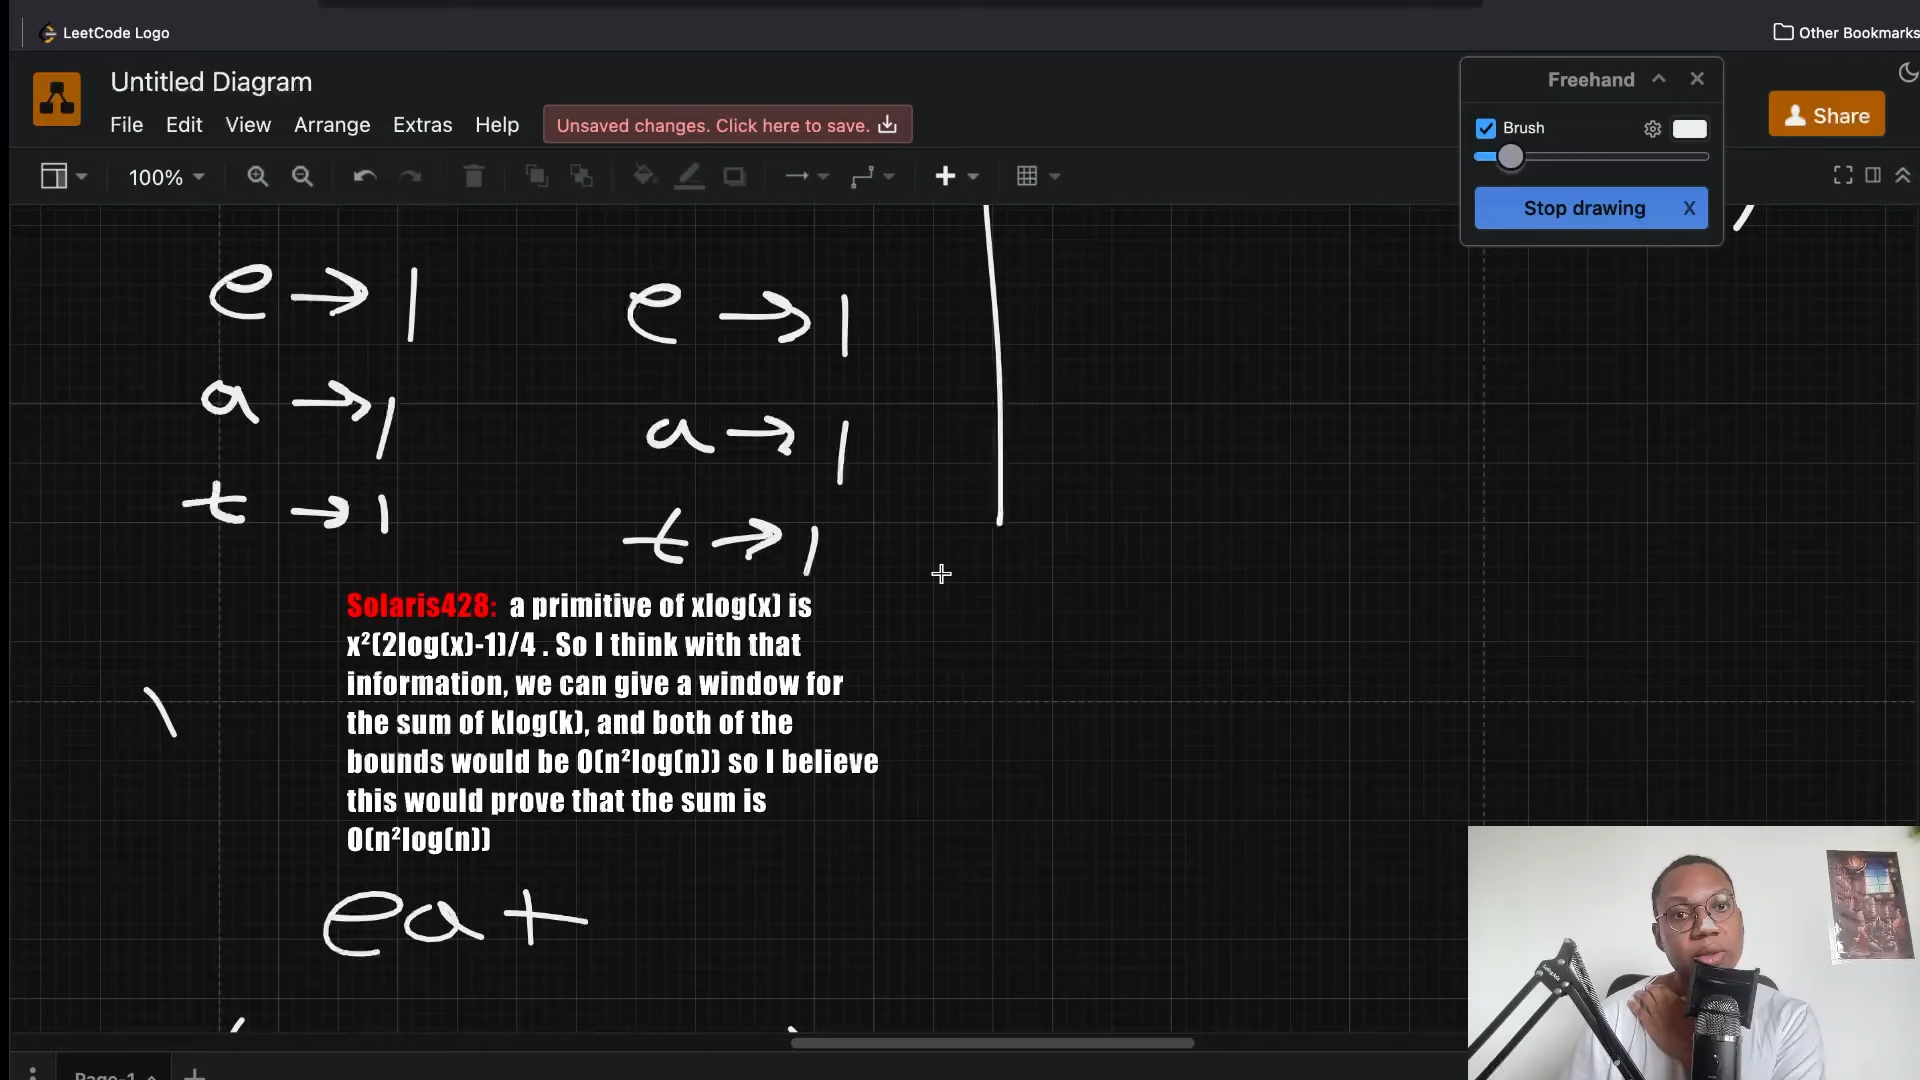 LeetCode Logo
Other Bookmarks
Untitled Diagram
File Edit View Arrange Extras Help
Unsaved changes. Click here to save.
Freehand
Brush
Stop drawing X
Share
100%
e → 1
e → 1
a → 1
a → 1
t → 1
t → 1
Solaris428: a primitive of xlog(x) is
x²(2log(x)-1)/4 . So I think with that
information, we can give a window for
the sum of klog(k), and both of the
bounds would be O(n²log(n)) so I believe
this would prove that the sum is
O(n²log(n))
eat
Page-1